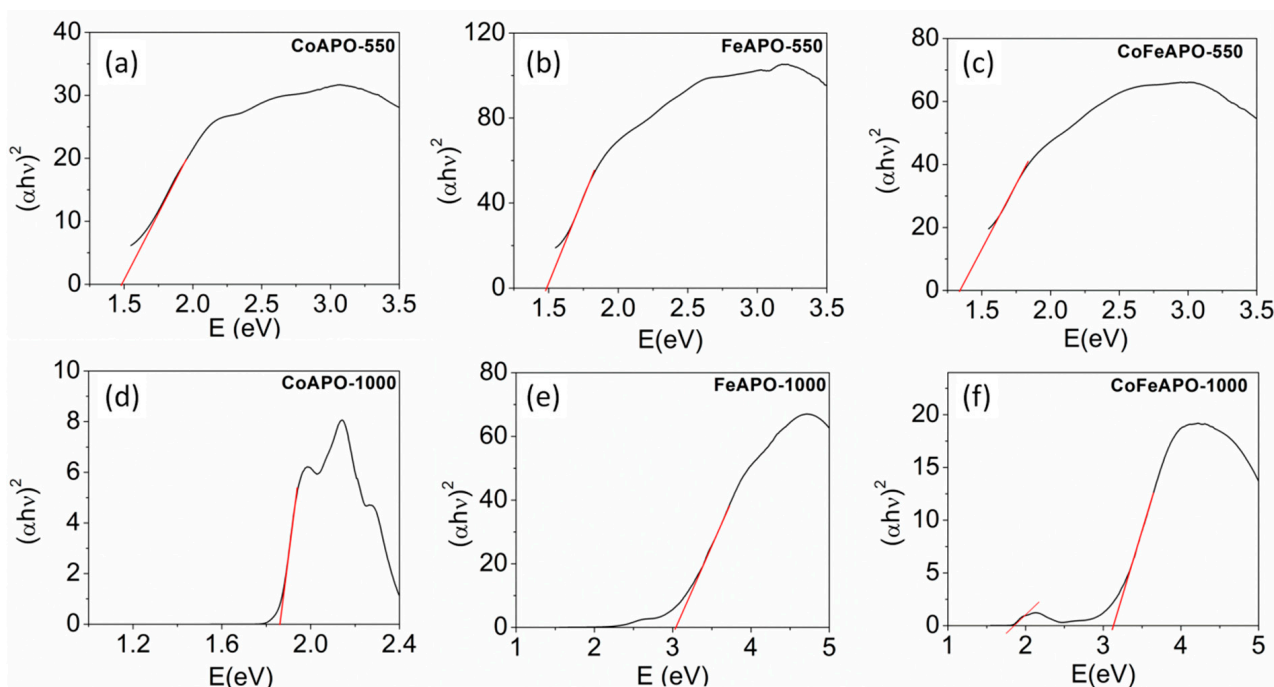 (a)
CoAPO-550
(αhν)²
40
30
20
10
0
1.5 2.0 2.5 3.0 3.5
E (eV)
(b)
FeAPO-550
(αhν)²
120
80
40
0
1.5 2.0 2.5 3.0 3.5
E(eV)
(c)
CoFeAPO-550
(αhν)²
80
60
40
20
0
1.5 2.0 2.5 3.0 3.5
E(eV)
(d)
CoAPO-1000
(αhν)²
10
8
6
4
2
0
1.2 1.6 2.0 2.4
E(eV)
(e)
FeAPO-1000
(αhν)²
80
60
40
20
0
1 2 3 4 5
E(eV)
(f)
CoFeAPO-1000
(αhν)²
20
15
10
5
0
1 2 3 4 5
E(eV)